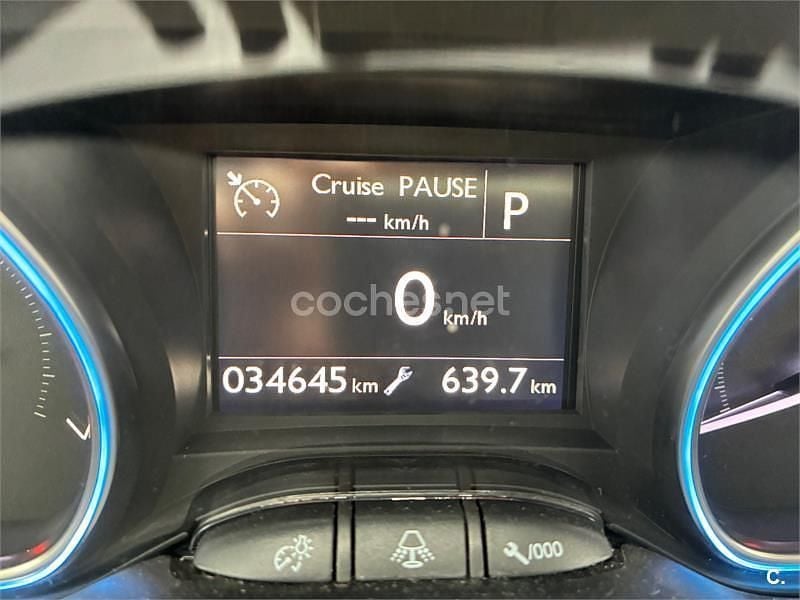 Cruise PAUSE P
--- km/h
coches.net
0 km/h
034645 km 639.7 km
/000
C.